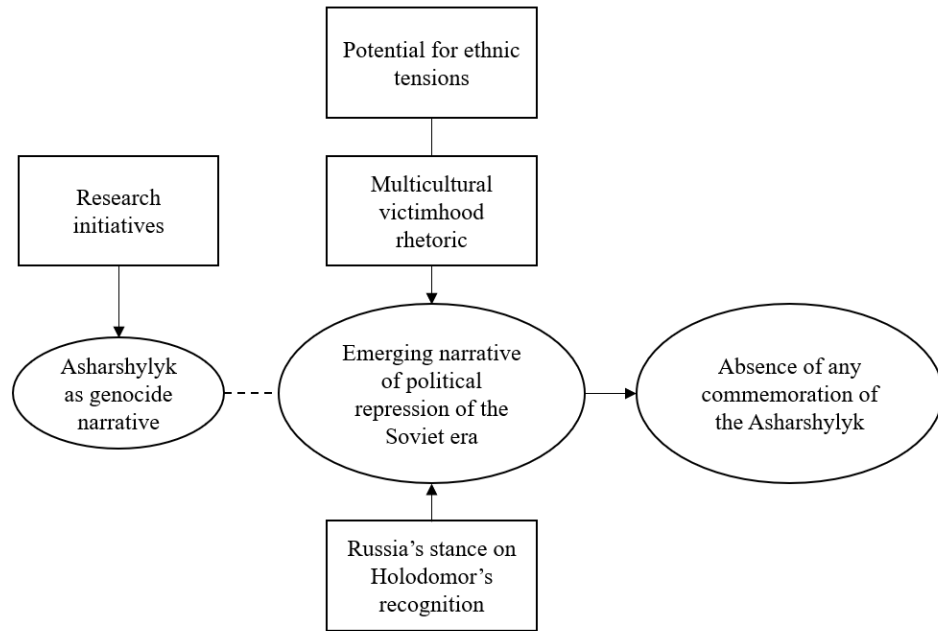 Potential for ethnic
tensions
Research
initiatives
Multicultural
victimhood
rhetoric
Asharshylyk
as genocide
narrative
Emerging narrative
of political
repression of the
Soviet era
Absence of any
commemoration of
the Asharshylyk
Russia’s stance on
Holodomor’s
recognition